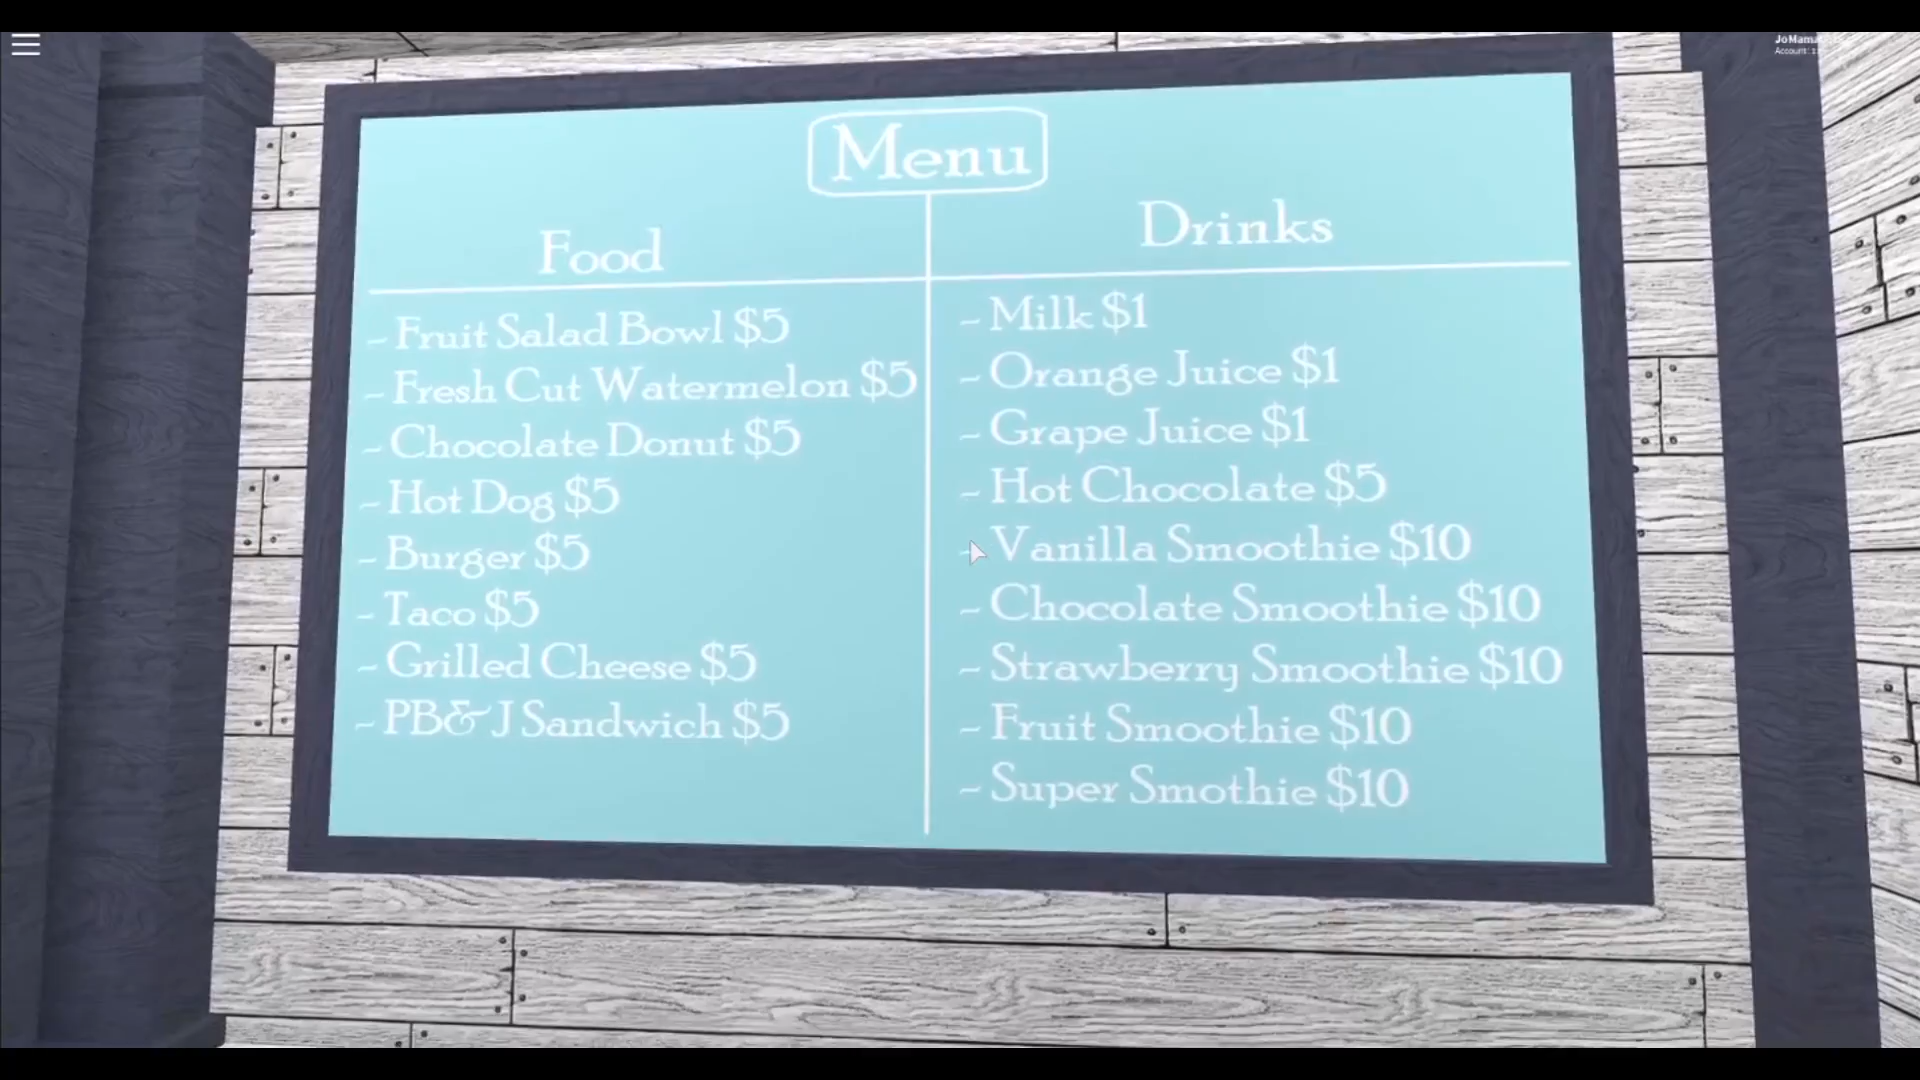 Menu
Food
- Fruit Salad Bowl $5
- Fresh Cut Watermelon $5
- Chocolate Donut $5
- Hot Dog $5
- Burger $5
- Taco $5
- Grilled Cheese $5
- PB&J Sandwich $5
Drinks
- Milk $1
- Orange Juice $1
- Grape Juice $1
- Hot Chocolate $5
- Vanilla Smoothie $10
- Chocolate Smoothie $10
- Strawberry Smoothie $10
- Fruit Smoothie $10
- Super Smothie $10
Account: